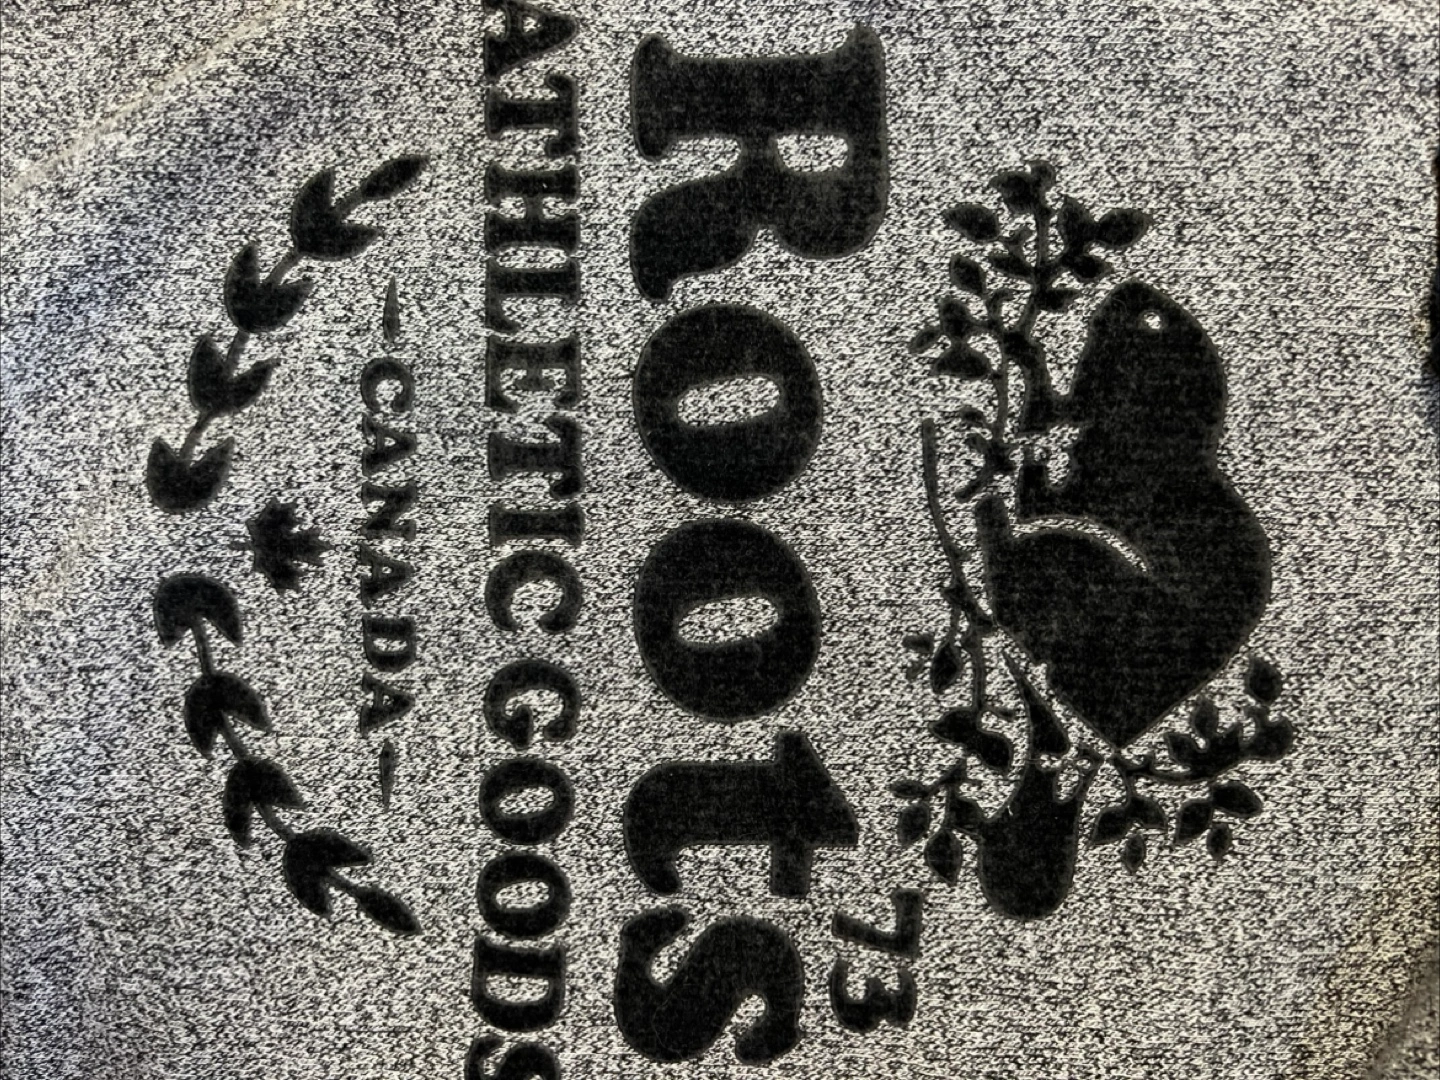 Roots
73
ATHLETIC GOODS
-CANADA-